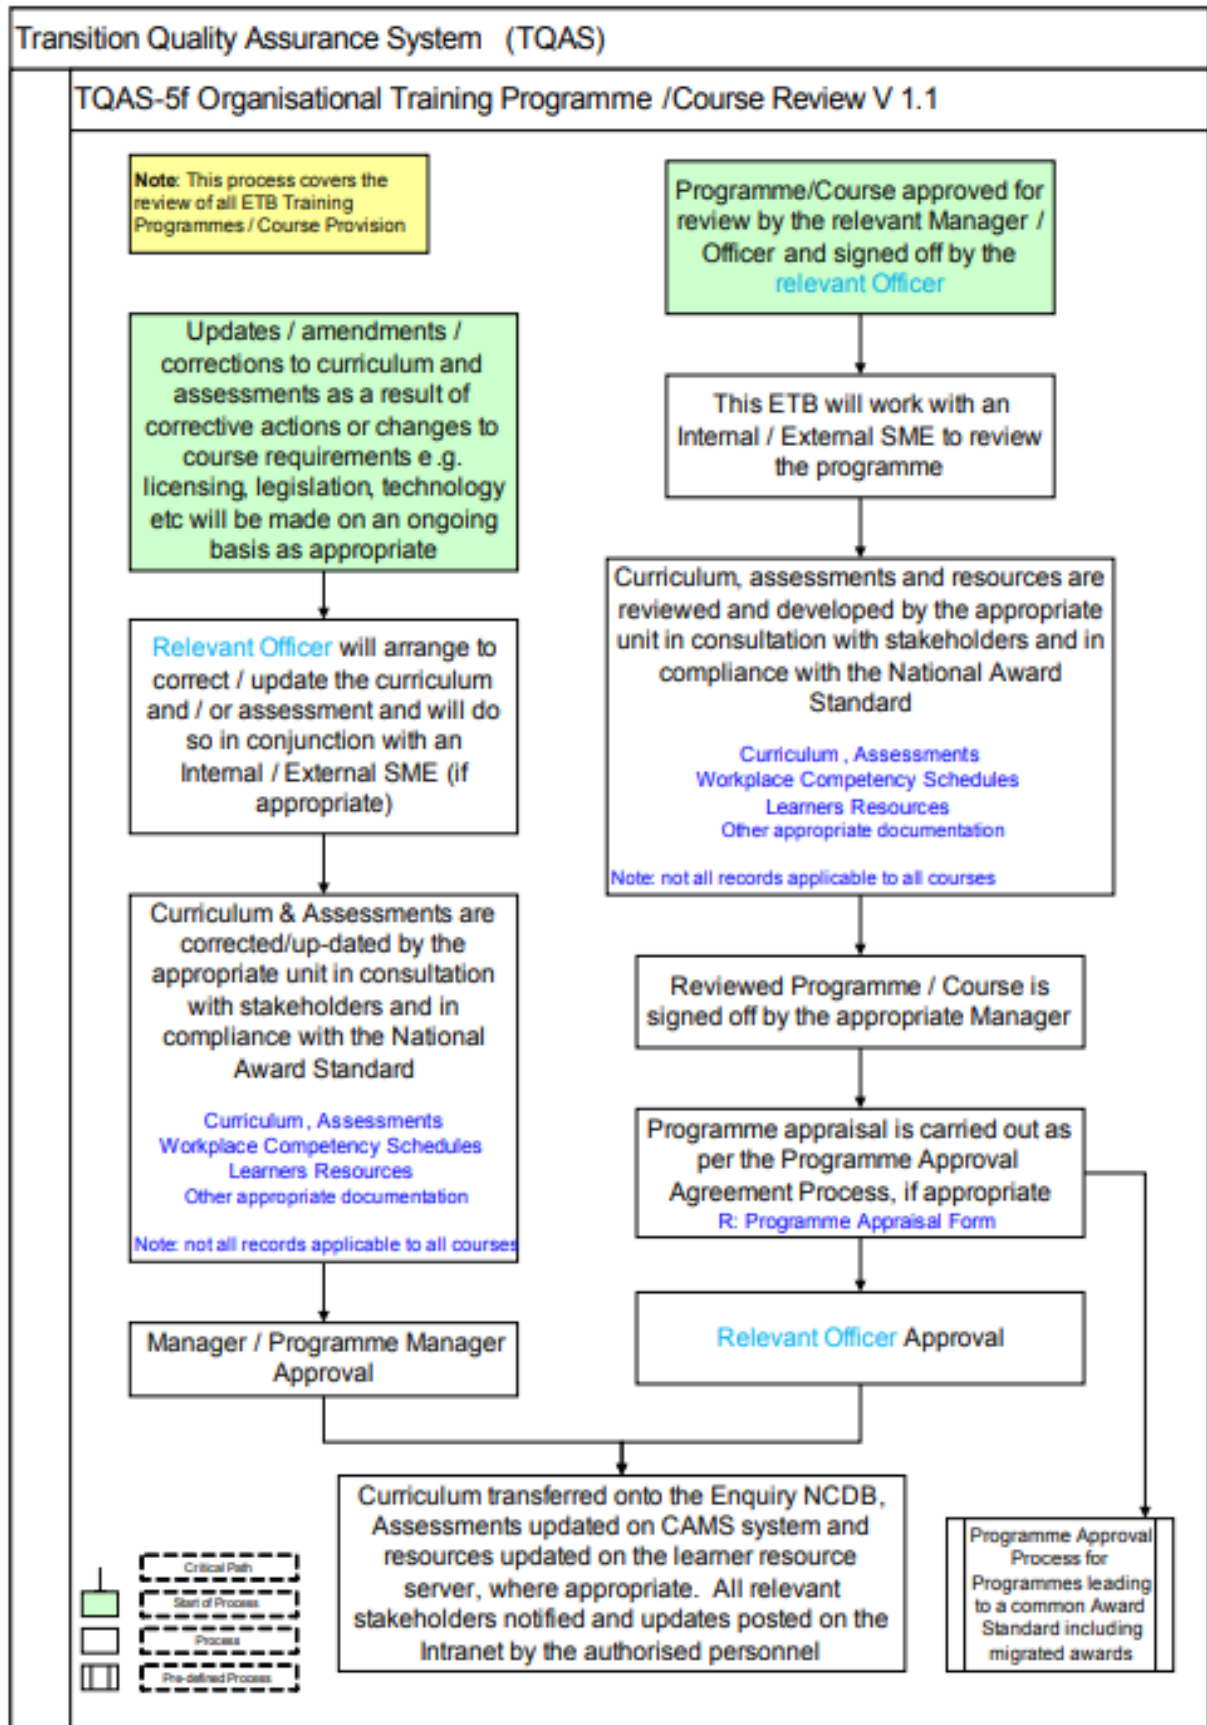 Transition Quality Assurance System (TQAS)
TQAS-5f Organisational Training Programme /Course Review V 1.1
Note: This process covers the
review of all ETB Training
Programmes / Course Provision
Updates / amendments /
corrections to curriculum and
assessments as a result of
corrective actions or changes to
course requirements e .g.
licensing, legislation, technology
etc will be made on an ongoing
basis as appropriate
Relevant Officer will arrange to
correct / update the curriculum
and / or assessment and will do
so in conjunction with an
Internal / External SME (if
appropriate)
Curriculum & Assessments are
corrected/up-dated by the
appropriate unit in consultation
with stakeholders and in
compliance with the National
Award Standard
Curriculum , Assessments
Workplace Competency Schedules
Learners Resources
Other appropriate documentation
Note: not all records applicable to all courses
Manager / Programme Manager
Approval
Programme/Course approved for
review by the relevant Manager /
Officer and signed off by the
relevant Officer
This ETB will work with an
Internal / External SME to review
the programme
Curriculum, assessments and resources are
reviewed and developed by the appropriate
unit in consultation with stakeholders and in
compliance with the National Award
Standard
Curriculum , Assessments
Workplace Competency Schedules
Learners Resources
Other appropriate documentation
Note: not all records applicable to all courses
Reviewed Programme / Course is
signed off by the appropriate Manager
Programme appraisal is carried out as
per the Programme Approval
Agreement Process, if appropriate
R: Programme Appraisal Form
Relevant Officer Approval
Curriculum transferred onto the Enquiry NCDB,
Assessments updated on CAMS system and
resources updated on the learner resource
server, where appropriate. All relevant
stakeholders notified and updates posted on the
Intranet by the authorised personnel
Programme Approval
Process for
Programmes leading
to a common Award
Standard including
migrated awards
Critical Path
Start of Process
Process
Pre-defined Process